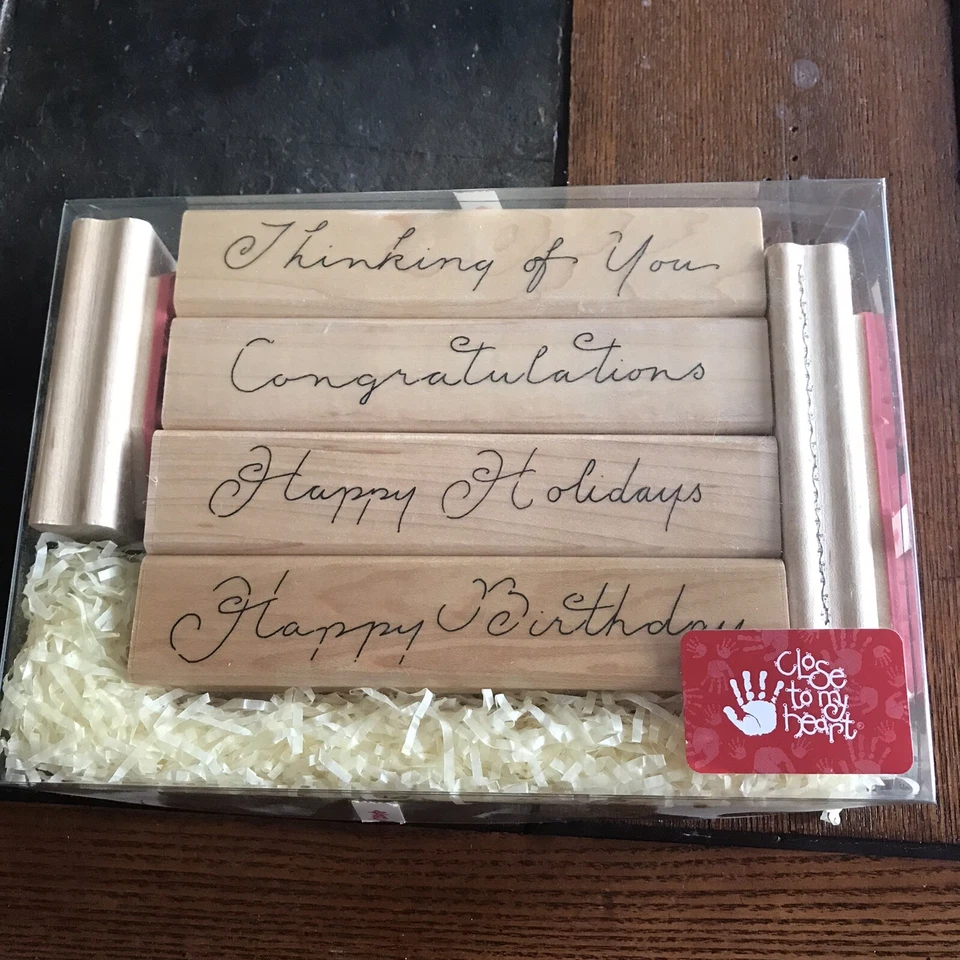 Thinking of You
Congratulations
Happy Holidays
Happy Birthday
close
to my
heart®